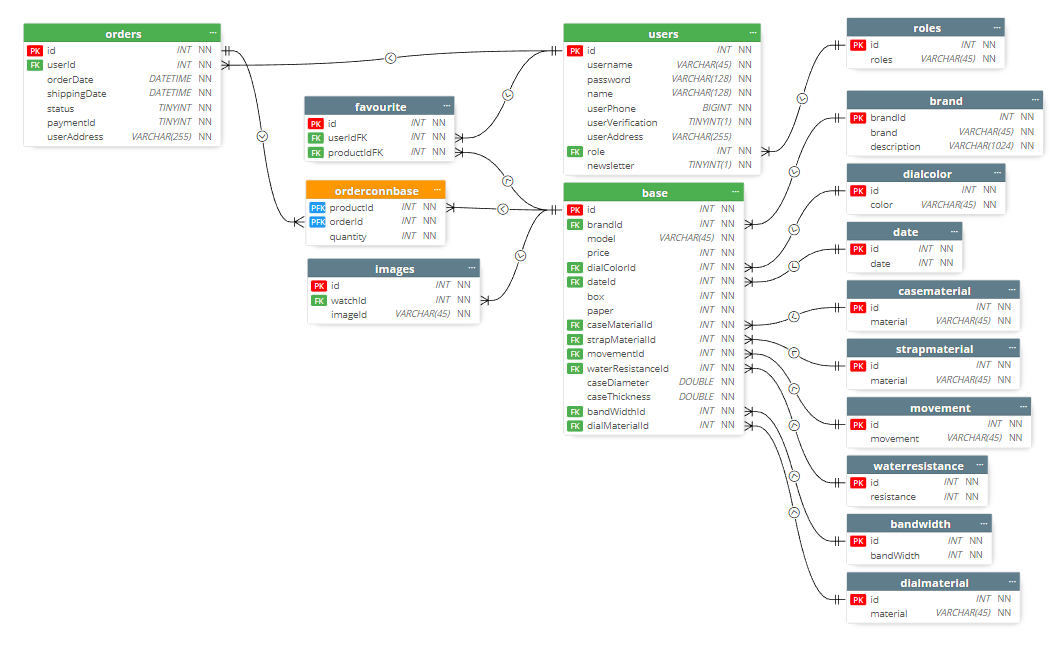 orders ...
PK id INT NN
FK userId INT NN
orderDate DATETIME NN
shippingDate DATETIME NN
status TINYINT NN
paymentId TINYINT NN
userAddress VARCHAR(255) NN
favourite ...
PK id INT NN
FK userIdFK INT NN
FK productIdFK INT NN
orderconnbase ...
PFK productId INT NN
PFK orderId INT NN
quantity INT NN
images ...
PK id INT NN
FK watchId INT NN
imageId VARCHAR(45) NN
users ...
PK id INT NN
username VARCHAR(45) NN
password VARCHAR(128) NN
name VARCHAR(128) NN
userPhone BIGINT NN
userVerification TINYINT(1) NN
userAddress VARCHAR(255)
FK role INT NN
newsletter TINYINT(1) NN
base ...
PK id INT NN
FK brandId INT NN
model VARCHAR(45) NN
price INT NN
FK dialColorId INT NN
FK dateId INT NN
box INT NN
paper INT NN
FK caseMaterialId INT NN
FK strapMaterialId INT NN
FK movementId INT NN
FK waterResistanceId INT NN
caseDiameter DOUBLE NN
caseThickness DOUBLE NN
FK bandWidthId INT NN
FK dialMaterialId INT NN
roles ...
PK id INT NN
roles VARCHAR(45) NN
brand ...
PK brandId INT NN
brand VARCHAR(45) NN
description VARCHAR(1024) NN
dialcolor ...
PK id INT NN
color VARCHAR(45) NN
date ...
PK id INT NN
date INT NN
casematerial ...
PK id INT NN
material VARCHAR(45) NN
strapmaterial ...
PK id INT NN
material VARCHAR(45) NN
movement ...
PK id INT NN
movement VARCHAR(45) NN
waterresistance ...
PK id INT NN
resistance INT NN
bandwidth ...
PK id INT NN
bandWidth INT NN
dialmaterial ...
PK id INT NN
material VARCHAR(45) NN